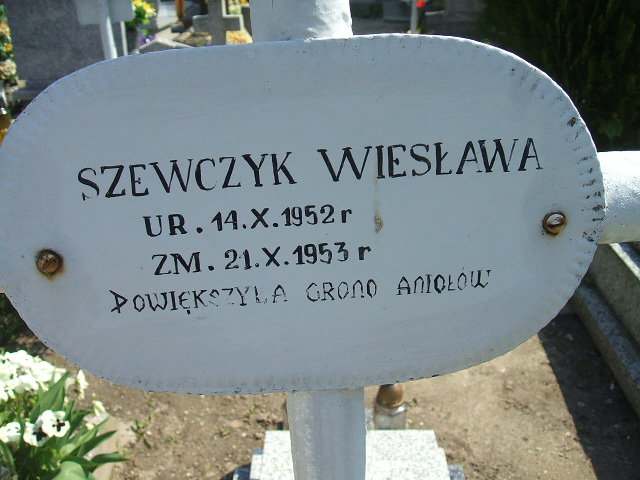 SZEWCZYK WIESŁAWA
UR. 14.X.1952 r
ZM. 21.X.1953 r
POWIĘKSZYŁA GRONO ANIOŁÓW